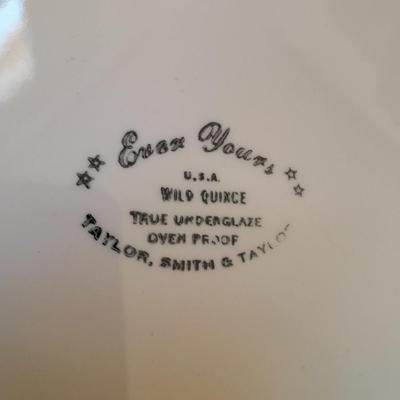 Ever Yours
U.S.A.
WILD QUINCE
TRUE UNDERGLAZE
OVEN PROOF
TAYLOR, SMITH & TAYLOR